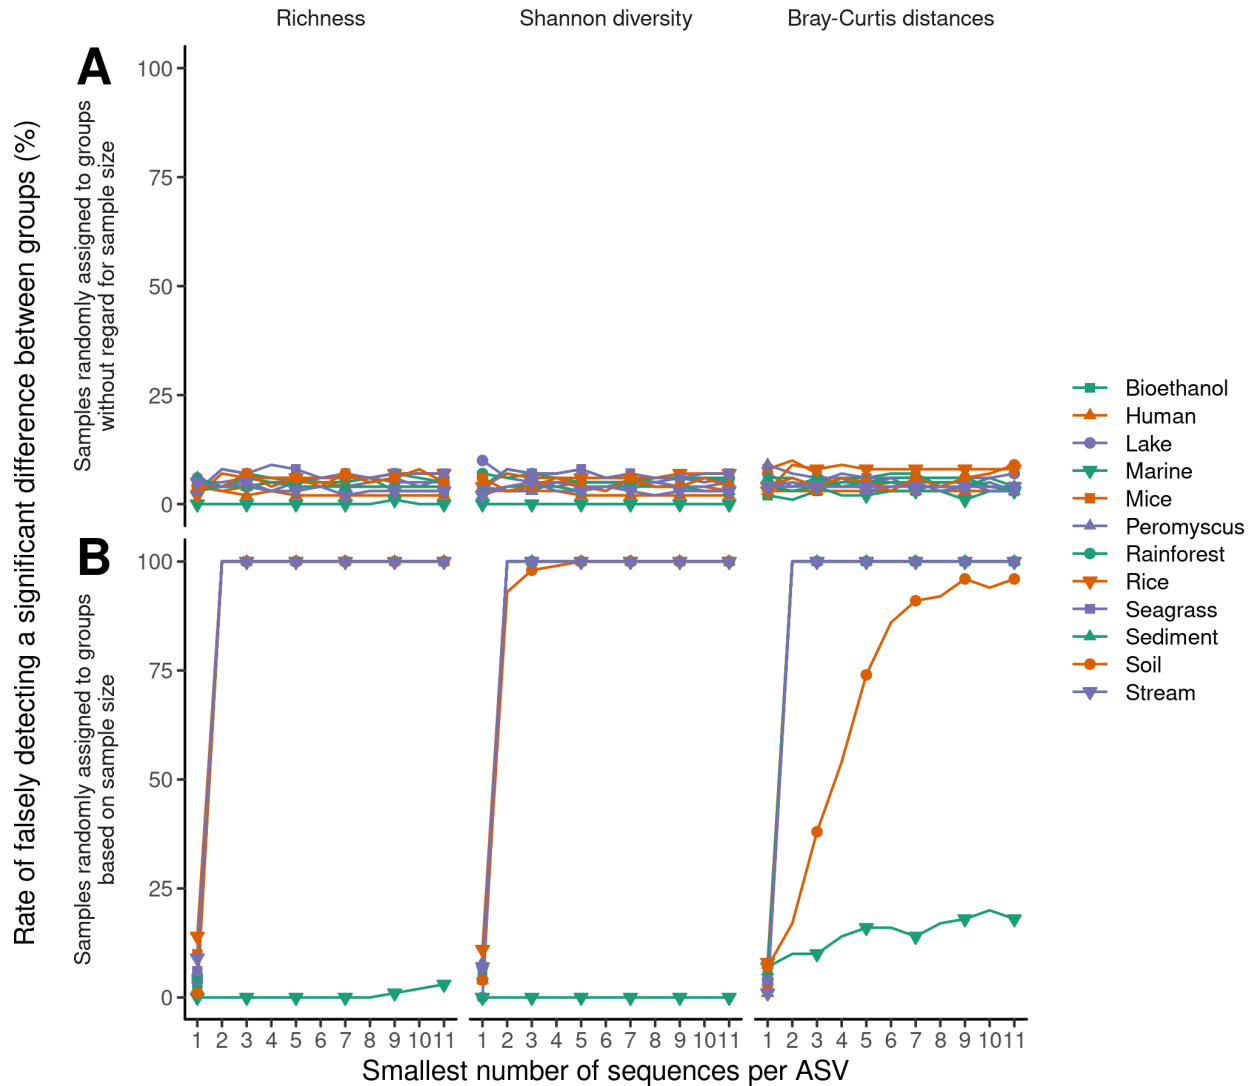 Richness
Shannon diversity
Bray-Curtis distances
A
Rate of falsely detecting a significant difference between groups (%)
Samples randomly assigned to groups
without regard for sample size
100
75
50
25
0
B
Samples randomly assigned to groups
based on sample size
100
75
50
25
0
1 2 3 4 5 6 7 8 9 10 11
1 2 3 4 5 6 7 8 9 10 11
1 2 3 4 5 6 7 8 9 10 11
Smallest number of sequences per ASV
Bioethanol
Human
Lake
Marine
Mice
Peromyscus
Rainforest
Rice
Seagrass
Sediment
Soil
Stream